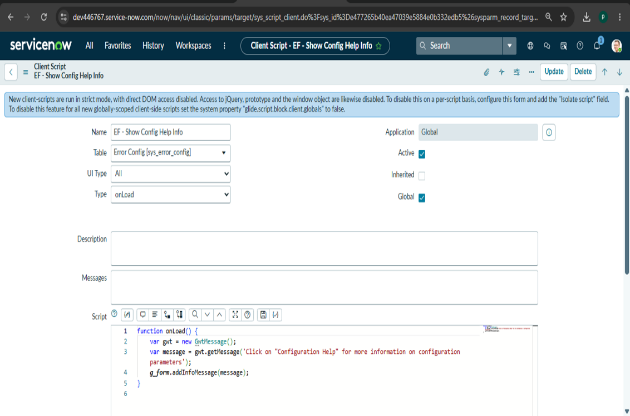 dev446767.service-now.com/now/nav/ui/classic/params/target/sys_script_client.do%3Fsys_id%3De477265b40ea47039e5884e0b332edb5%26sysparm_record_targ...
servicenow All Favorites History Workspaces Client Script - EF - Show Config Help Info Search
Client Script
EF - Show Config Help Info
Update Delete
New client-scripts are run in strict mode, with direct DOM access disabled. Access to jQuery, prototype and the window object are likewise disabled. To disable this on a per-script basis, configure this form and add the "Isolate script" field.
To disable this feature for all new globally-scoped client-side scripts set the system property "glide.script.block.client.globals" to false.
Name EF - Show Config Help Info
Application Global
Table Error Config [sys_error_config]
Active
UI Type All
Inherited
Type onLoad
Global
Description
Messages
Script
1 function onLoad() {
2 var gwt = new GwtMessage();
3 var message = gwt.getMessage('Click on "Configuration Help" for more information on configuration
parameters');
4 g_form.addInfoMessage(message);
5 }
6